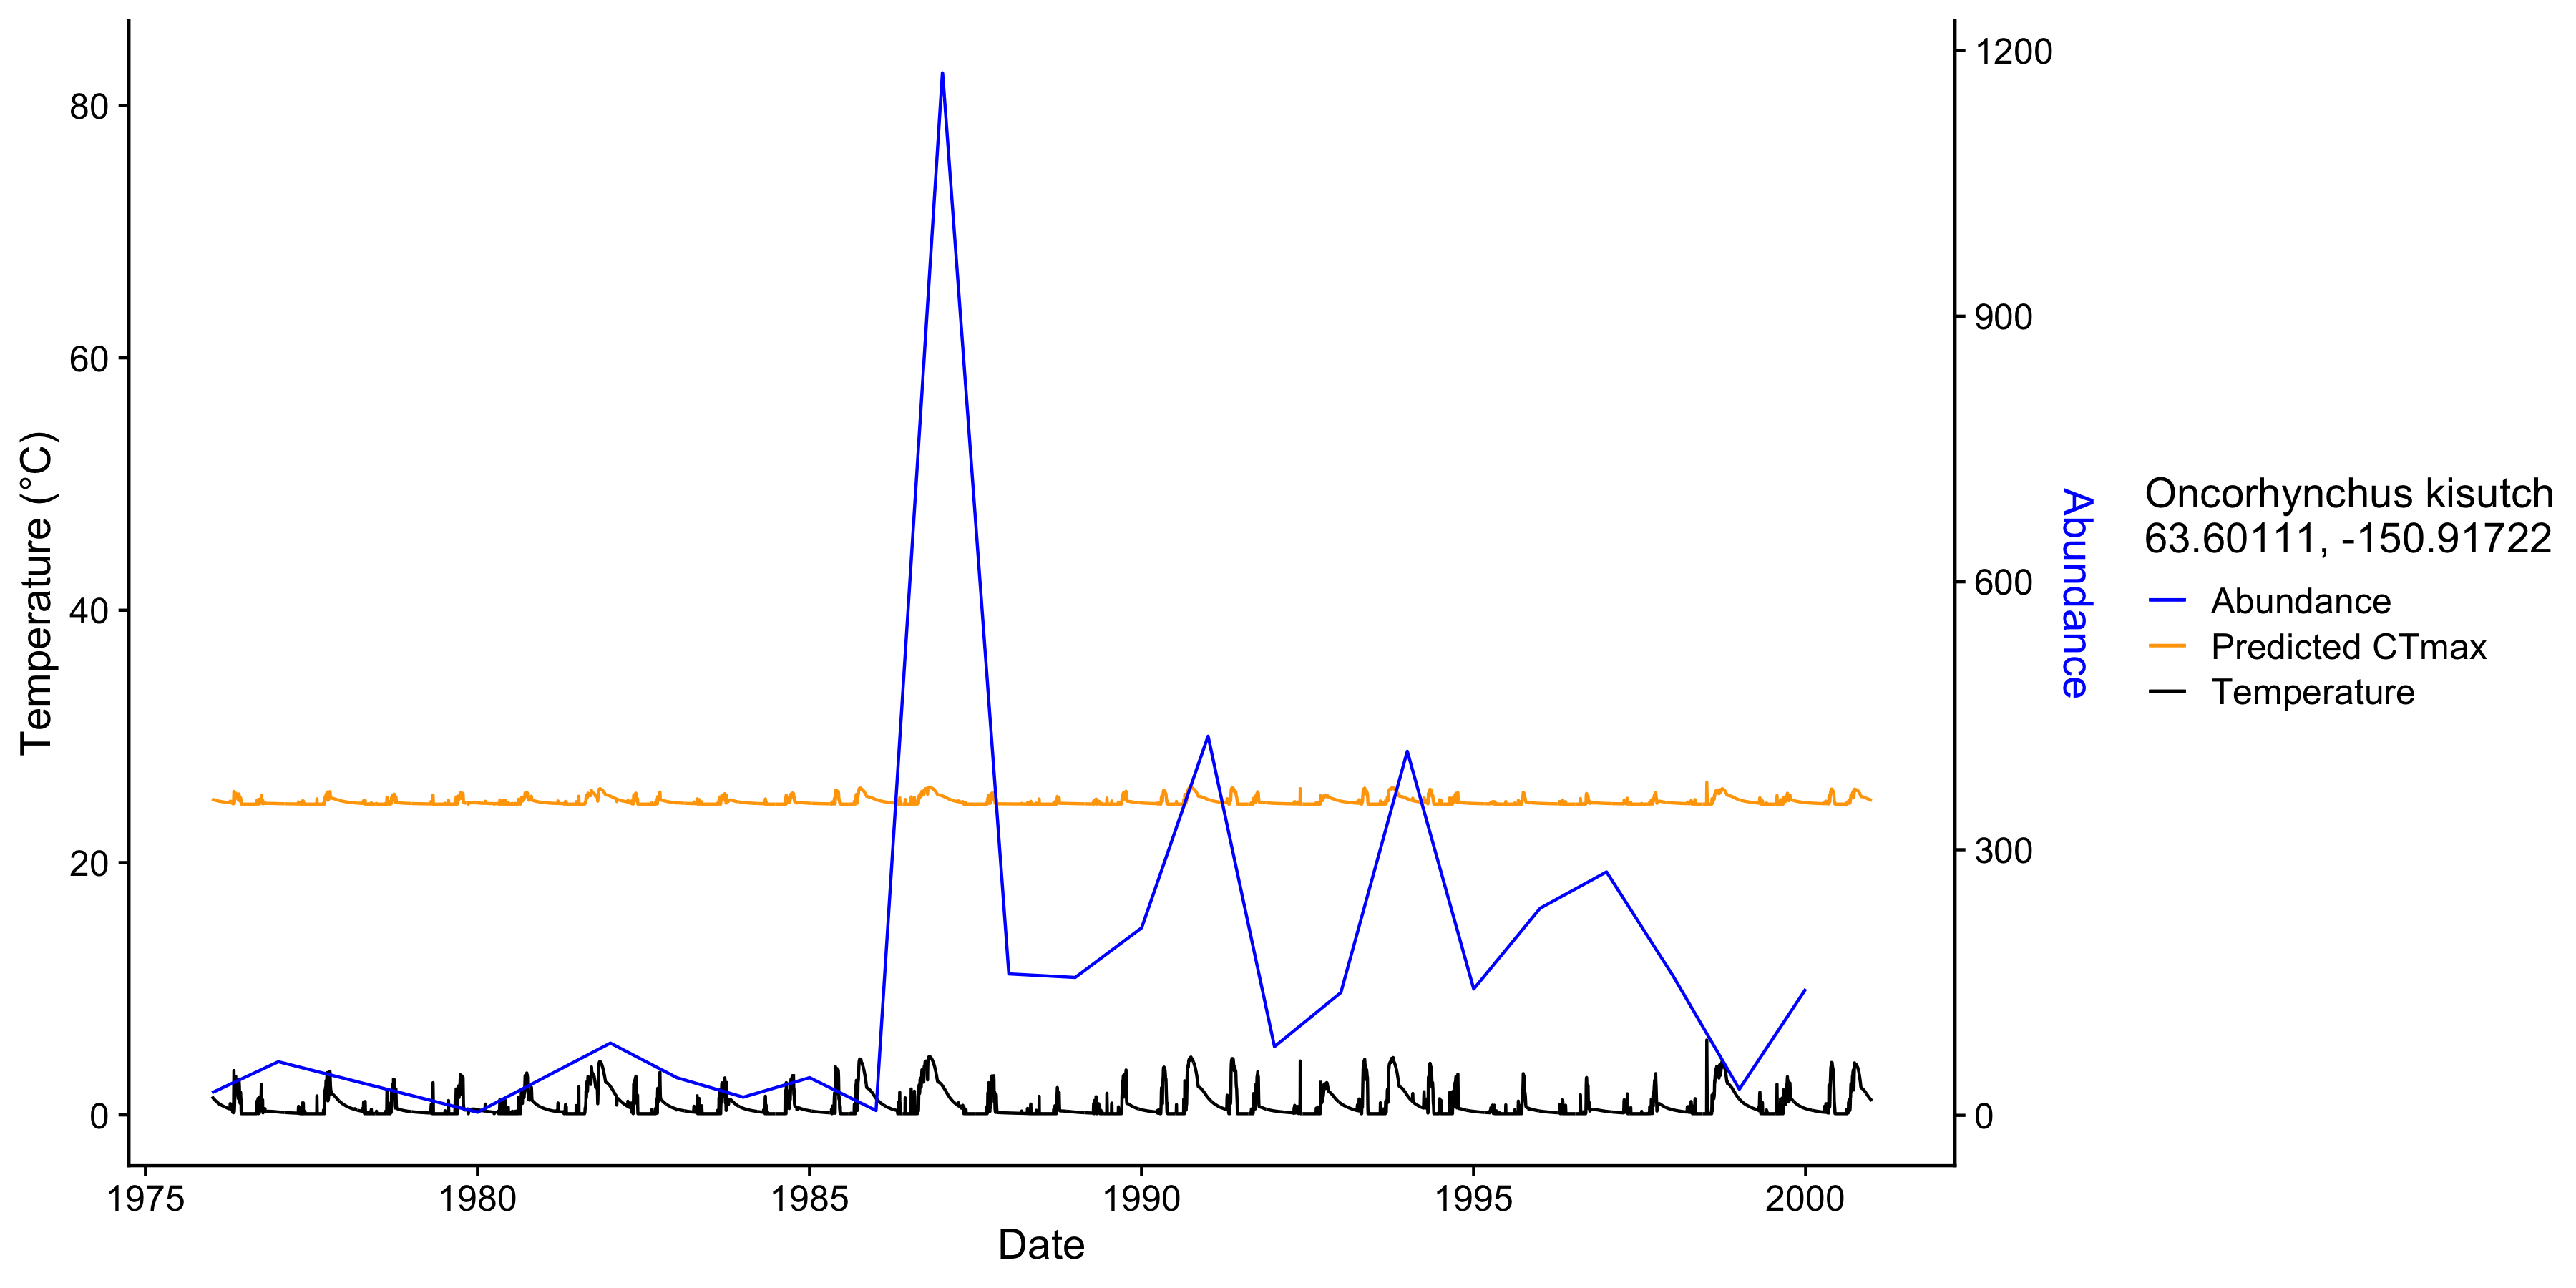 80
60
40
20
0
Temperature (°C)
1200
900
600
300
0
Abundance
1975
1980
1985
1990
1995
2000
Date
Oncorhynchus kisutch
63.60111, -150.91722
Abundance
Predicted CTmax
Temperature